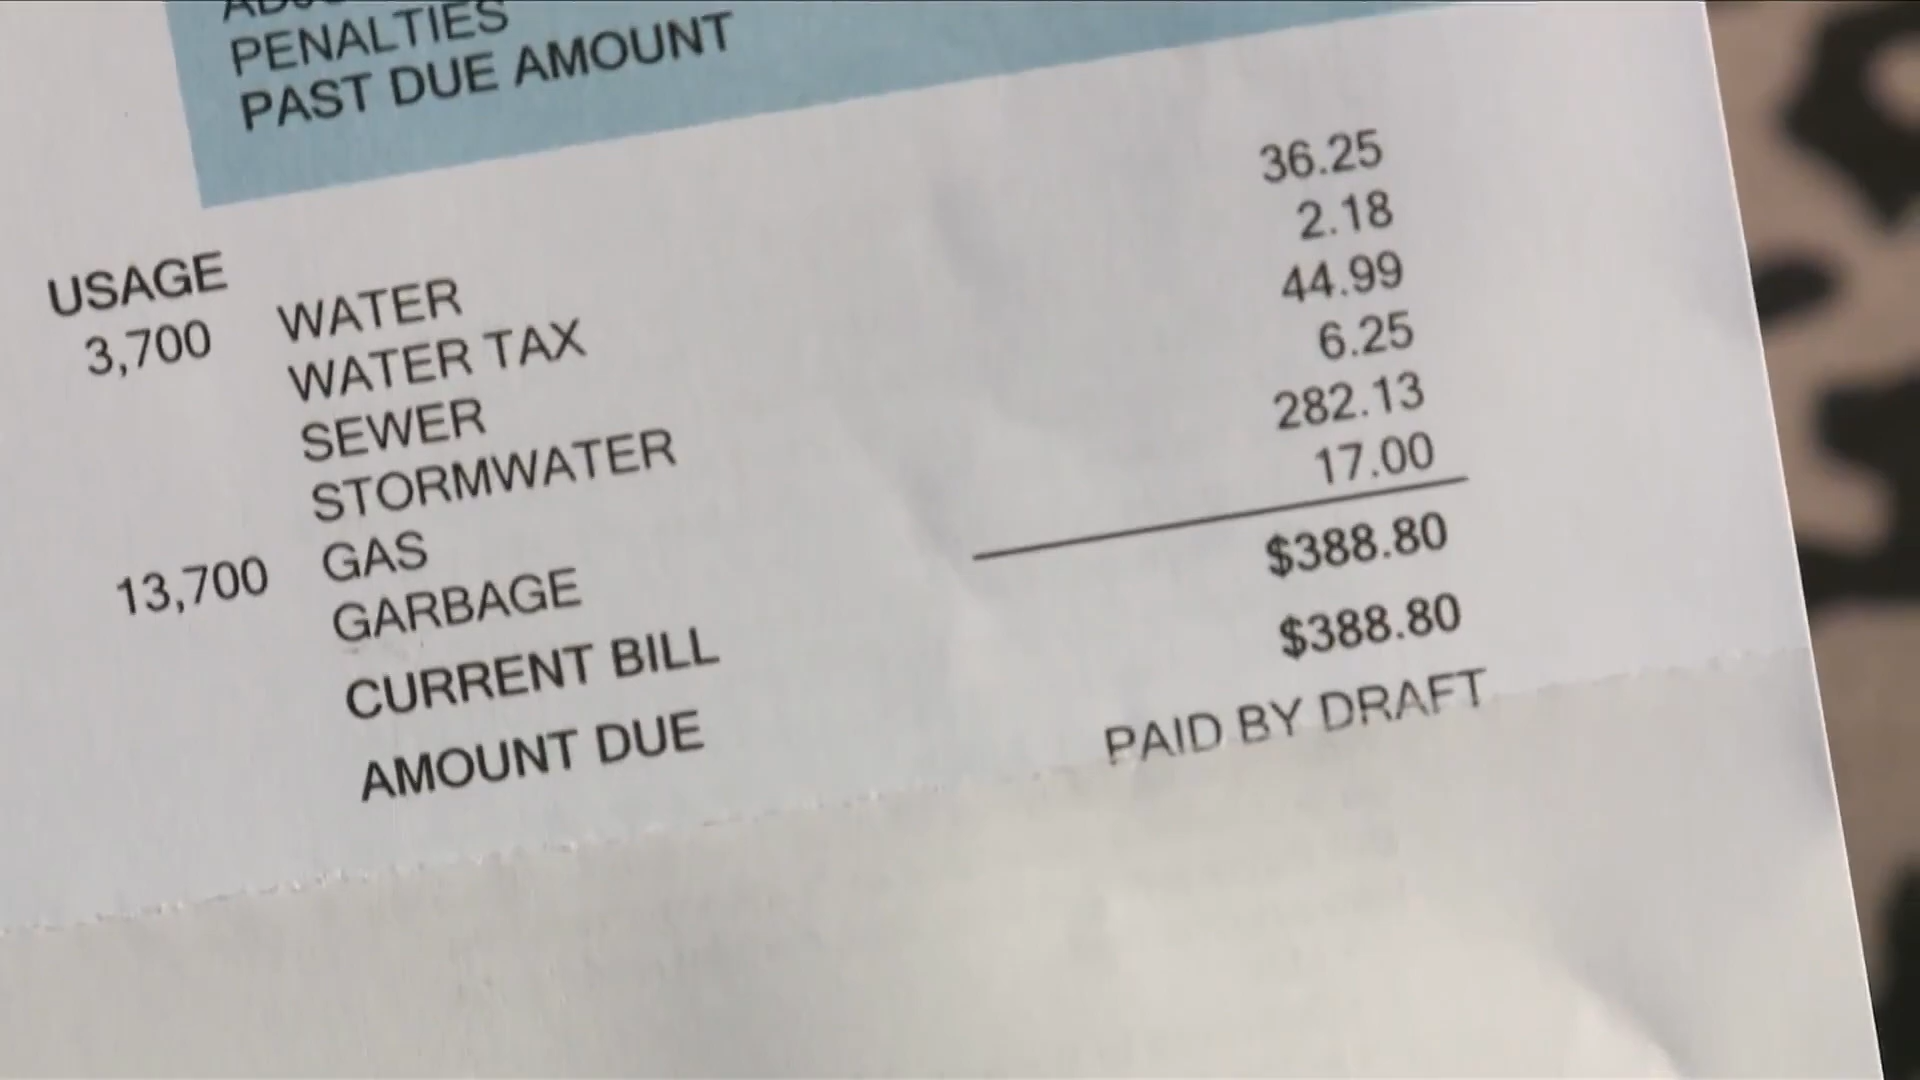 PENALTIES
PAST DUE AMOUNT
USAGE
3,700 WATER 36.25
WATER TAX 2.18
SEWER 44.99
STORMWATER 6.25
13,700 GAS 282.13
GARBAGE 17.00
CURRENT BILL $388.80
AMOUNT DUE $388.80
PAID BY DRAFT